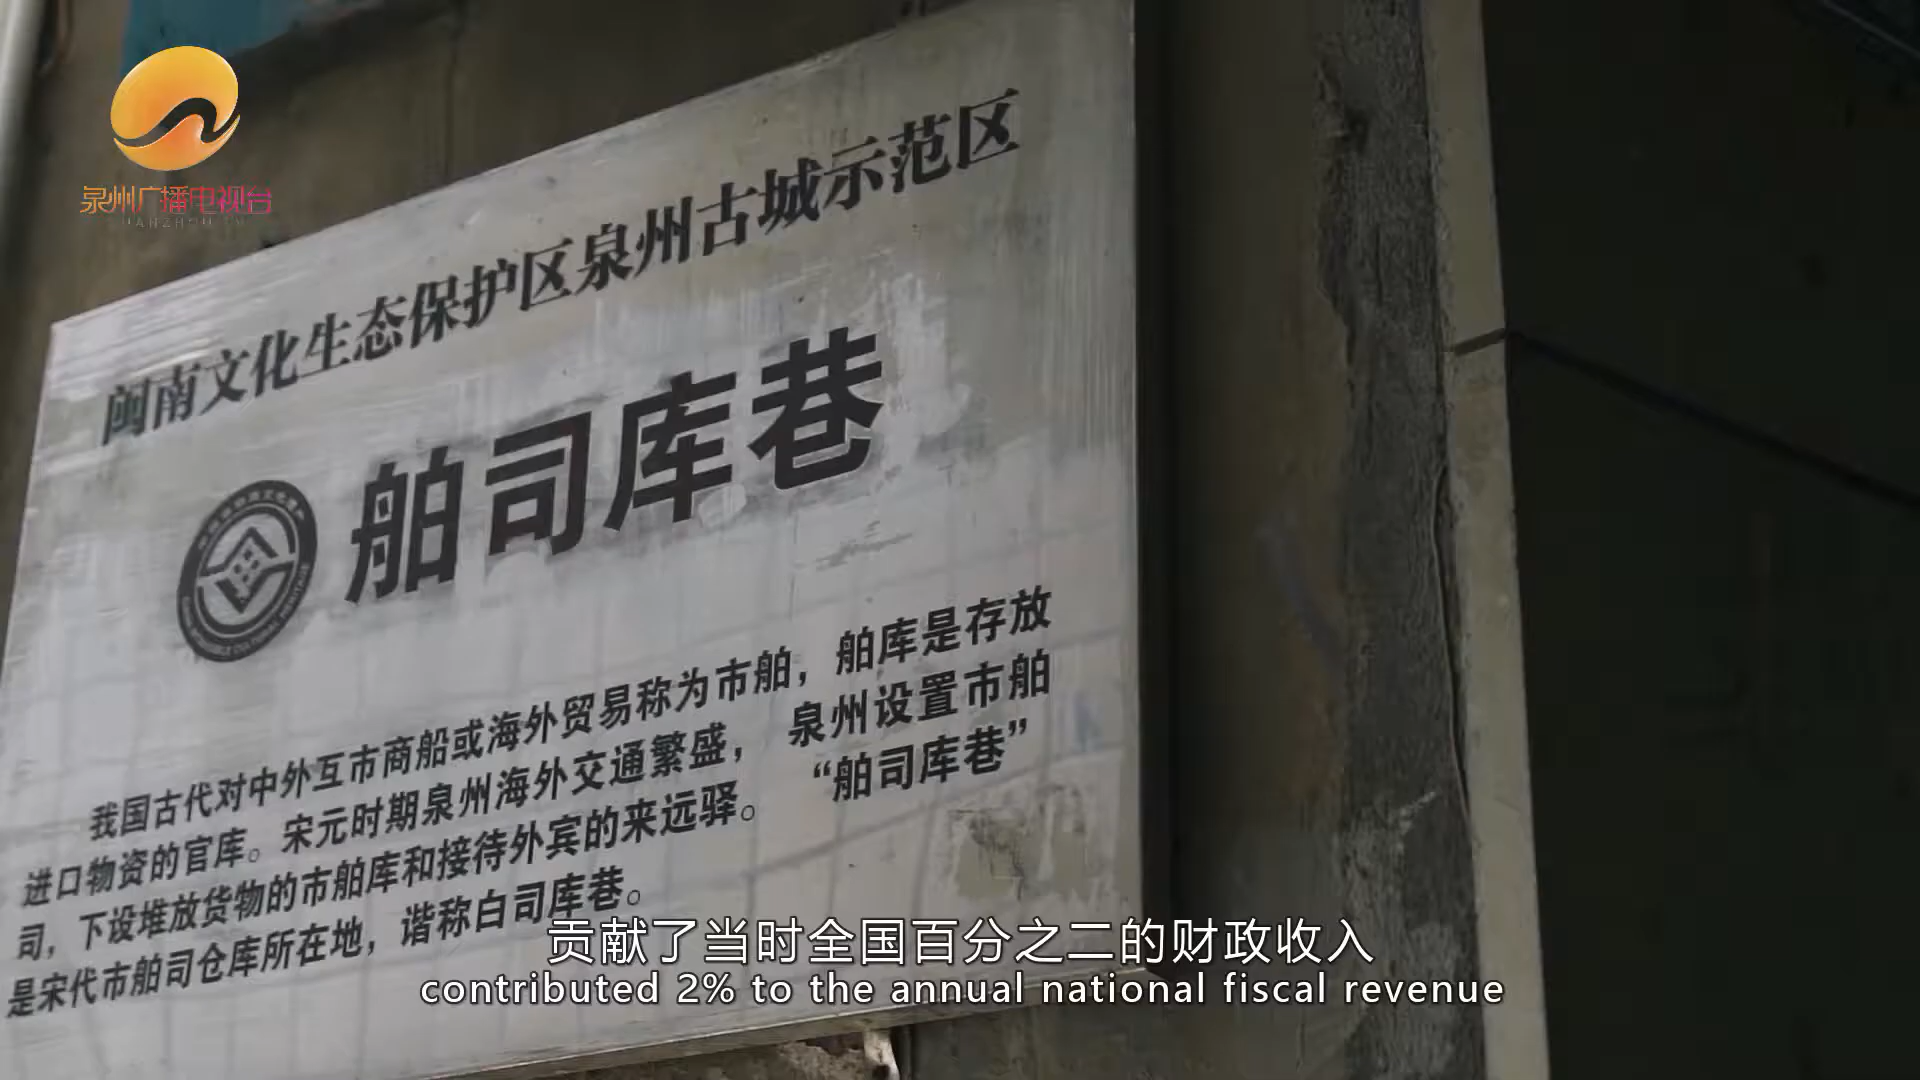 泉州广播电视台
QUANZHOU TV
闽南文化生态保护区泉州古城示范区
舶司库巷
我国古代对中外互市商船或海外贸易称为市舶，舶库是存放
进口物资的官库。宋元时期泉州海外交通繁盛， 泉州设置市舶
司，下设堆放货物的市舶库和接待外宾的来远驿。 “舶司库巷”
是宋代市舶司仓库所在地，谐称白司库巷。
贡献了当时全国百分之二的财政收入
contributed 2% to the annual national fiscal revenue